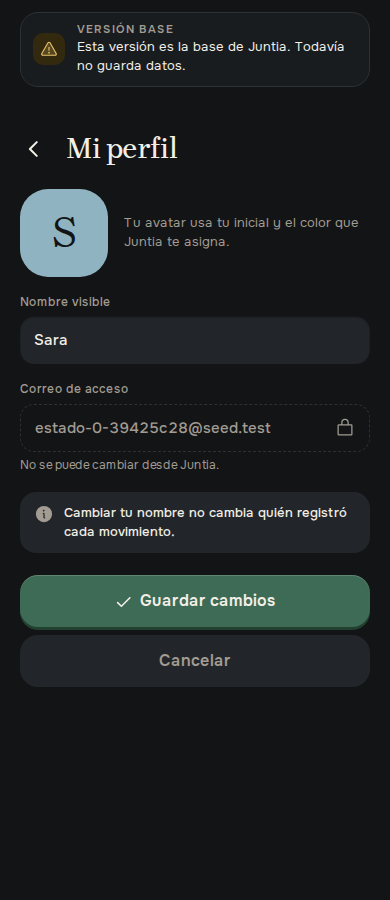 VERSIÓN BASE
Esta versión es la base de Juntia. Todavía
no guarda datos.
Mi perfil
S
Tu avatar usa tu inicial y el color que
Juntia te asigna.
Nombre visible
Sara
Correo de acceso
estado-0-39425c28@seed.test
No se puede cambiar desde Juntia.
Cambiar tu nombre no cambia quién registró
cada movimiento.
Guardar cambios
Cancelar